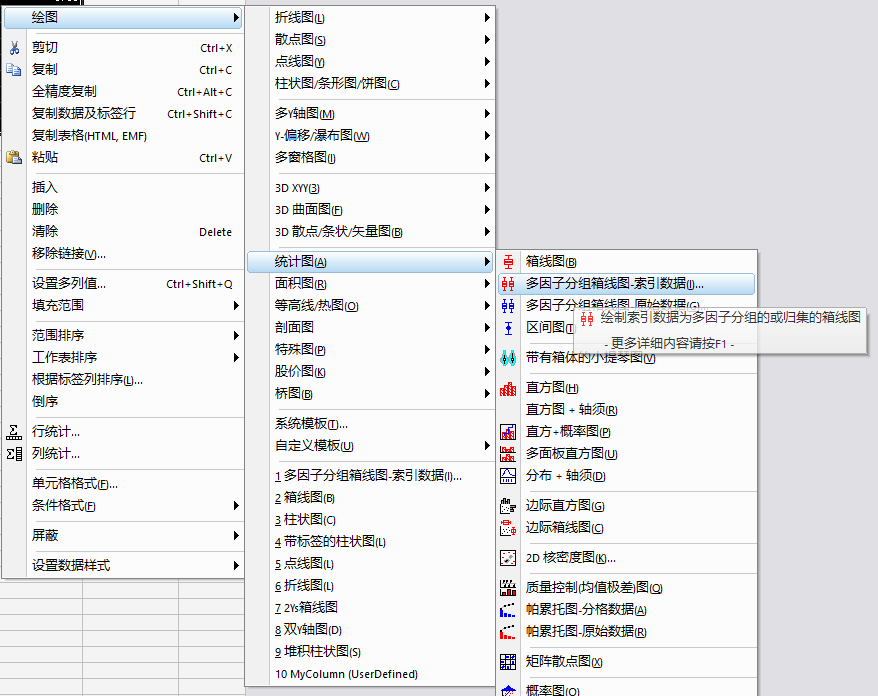 绘图
剪切 Ctrl+X
复制 Ctrl+C
全精度复制 Ctrl+Alt+C
复制数据及标签行 Ctrl+Shift+C
复制表格(HTML, EMF)
粘贴 Ctrl+V
插入
删除
清除 Delete
移除链接(V)...
设置多列值... Ctrl+Shift+Q
填充范围
范围排序
工作表排序
根据标签列排序(L)...
倒序
行统计...
列统计...
单元格格式(F)...
条件格式(F)
屏蔽
设置数据样式
折线图(L)
散点图(S)
点线图(Y)
柱状图/条形图/饼图(C)
多Y轴图(M)
Y-偏移/瀑布图(W)
多窗格图(I)
3D XYY(3)
3D 曲面图(F)
3D 散点/条状/矢量图(B)
统计图(A)
面积图(R)
等高线/热图(O)
剖面图
特殊图(P)
股价图(K)
桥图(B)
系统模板(T)...
自定义模板(U)
1 多因子分组箱线图-索引数据(I)...
2 箱线图(B)
3 柱状图(C)
4 带标签的柱状图(L)
5 点线图(L)
6 折线图(L)
7 2Ys箱线图
8 双Y轴图(D)
9 堆积柱状图(S)
10 MyColumn (UserDefined)
箱线图(B)
多因子分组箱线图-索引数据(I)...
多因子分组箱线图-原始数据(G)...
区间图(T)
绘制索引数据为多因子分组的或归集的箱线图
- 更多详细内容请按F1 -
带有箱体的小提琴图(V)
直方图(H)
直方图 + 轴须(R)
直方+概率图(P)
多面板直方图(U)
分布 + 轴须(D)
边际直方图(G)
边际箱线图(C)
2D 核密度图(K)...
质量控制(均值极差)图(Q)
帕累托图-分格数据(A)
帕累托图-原始数据(R)
矩阵散点图(X)
概率图(O)